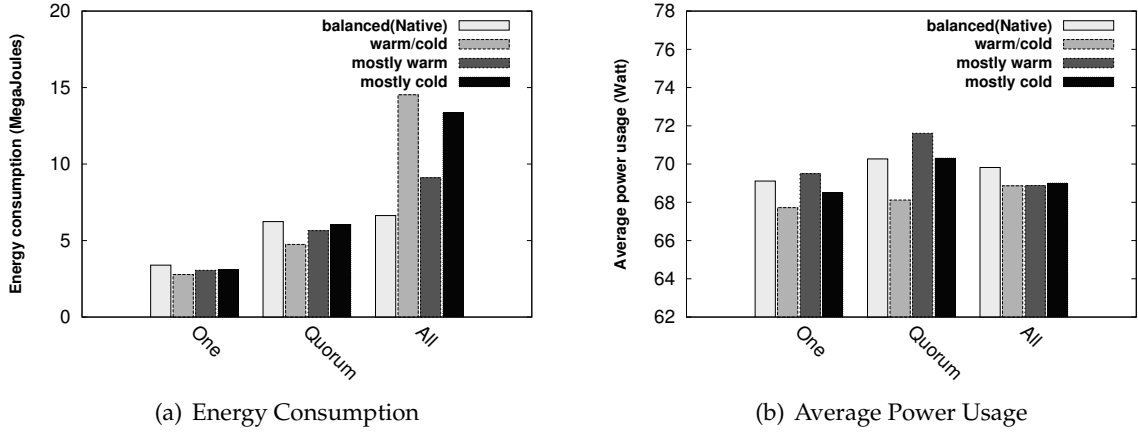 20
15
10
5
0
Energy consumption (MegaJoules)
balanced(Native)
warm/cold
mostly warm
mostly cold
One
Quorum
All
(a) Energy Consumption
78
76
74
72
70
68
66
64
62
Average power usage (Watt)
balanced(Native)
warm/cold
mostly warm
mostly cold
One
Quorum
All
(b) Average Power Usage